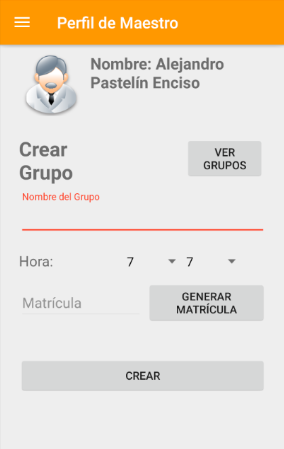 Perfil de Maestro
Nombre: Alejandro
Pastelín Enciso
Crear
Grupo
VER
GRUPOS
Nombre del Grupo
Hora: 7 7
Matrícula
GENERAR
MATRÍCULA
CREAR